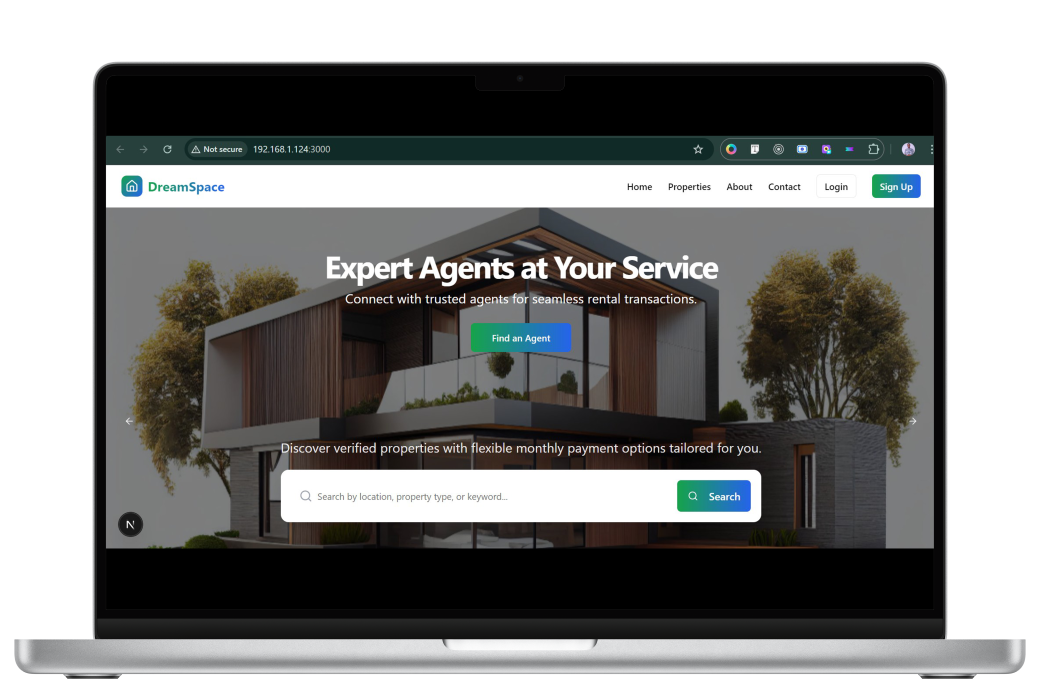 Not secure
192.168.1.124:3000
DreamSpace
Home Properties About Contact Login Sign Up
Expert Agents at Your Service
Connect with trusted agents for seamless rental transactions.
Find an Agent
Discover verified properties with flexible monthly payment options tailored for you.
Search by location, property type, or keyword...
Search
N